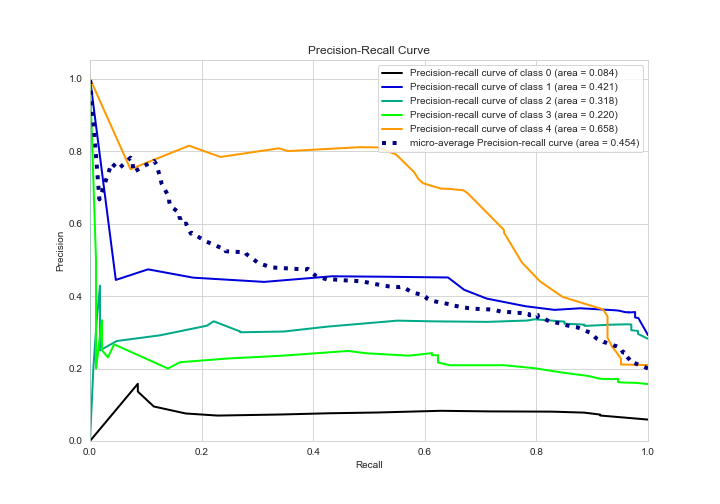 Precision-Recall Curve
Precision-recall curve of class 0 (area = 0.084)
Precision-recall curve of class 1 (area = 0.421)
Precision-recall curve of class 2 (area = 0.318)
Precision-recall curve of class 3 (area = 0.220)
Precision-recall curve of class 4 (area = 0.658)
micro-average Precision-recall curve (area = 0.454)
1.0
0.8
0.6
0.4
0.2
0.0
Precision
0.0 0.2 0.4 0.6 0.8 1.0
Recall